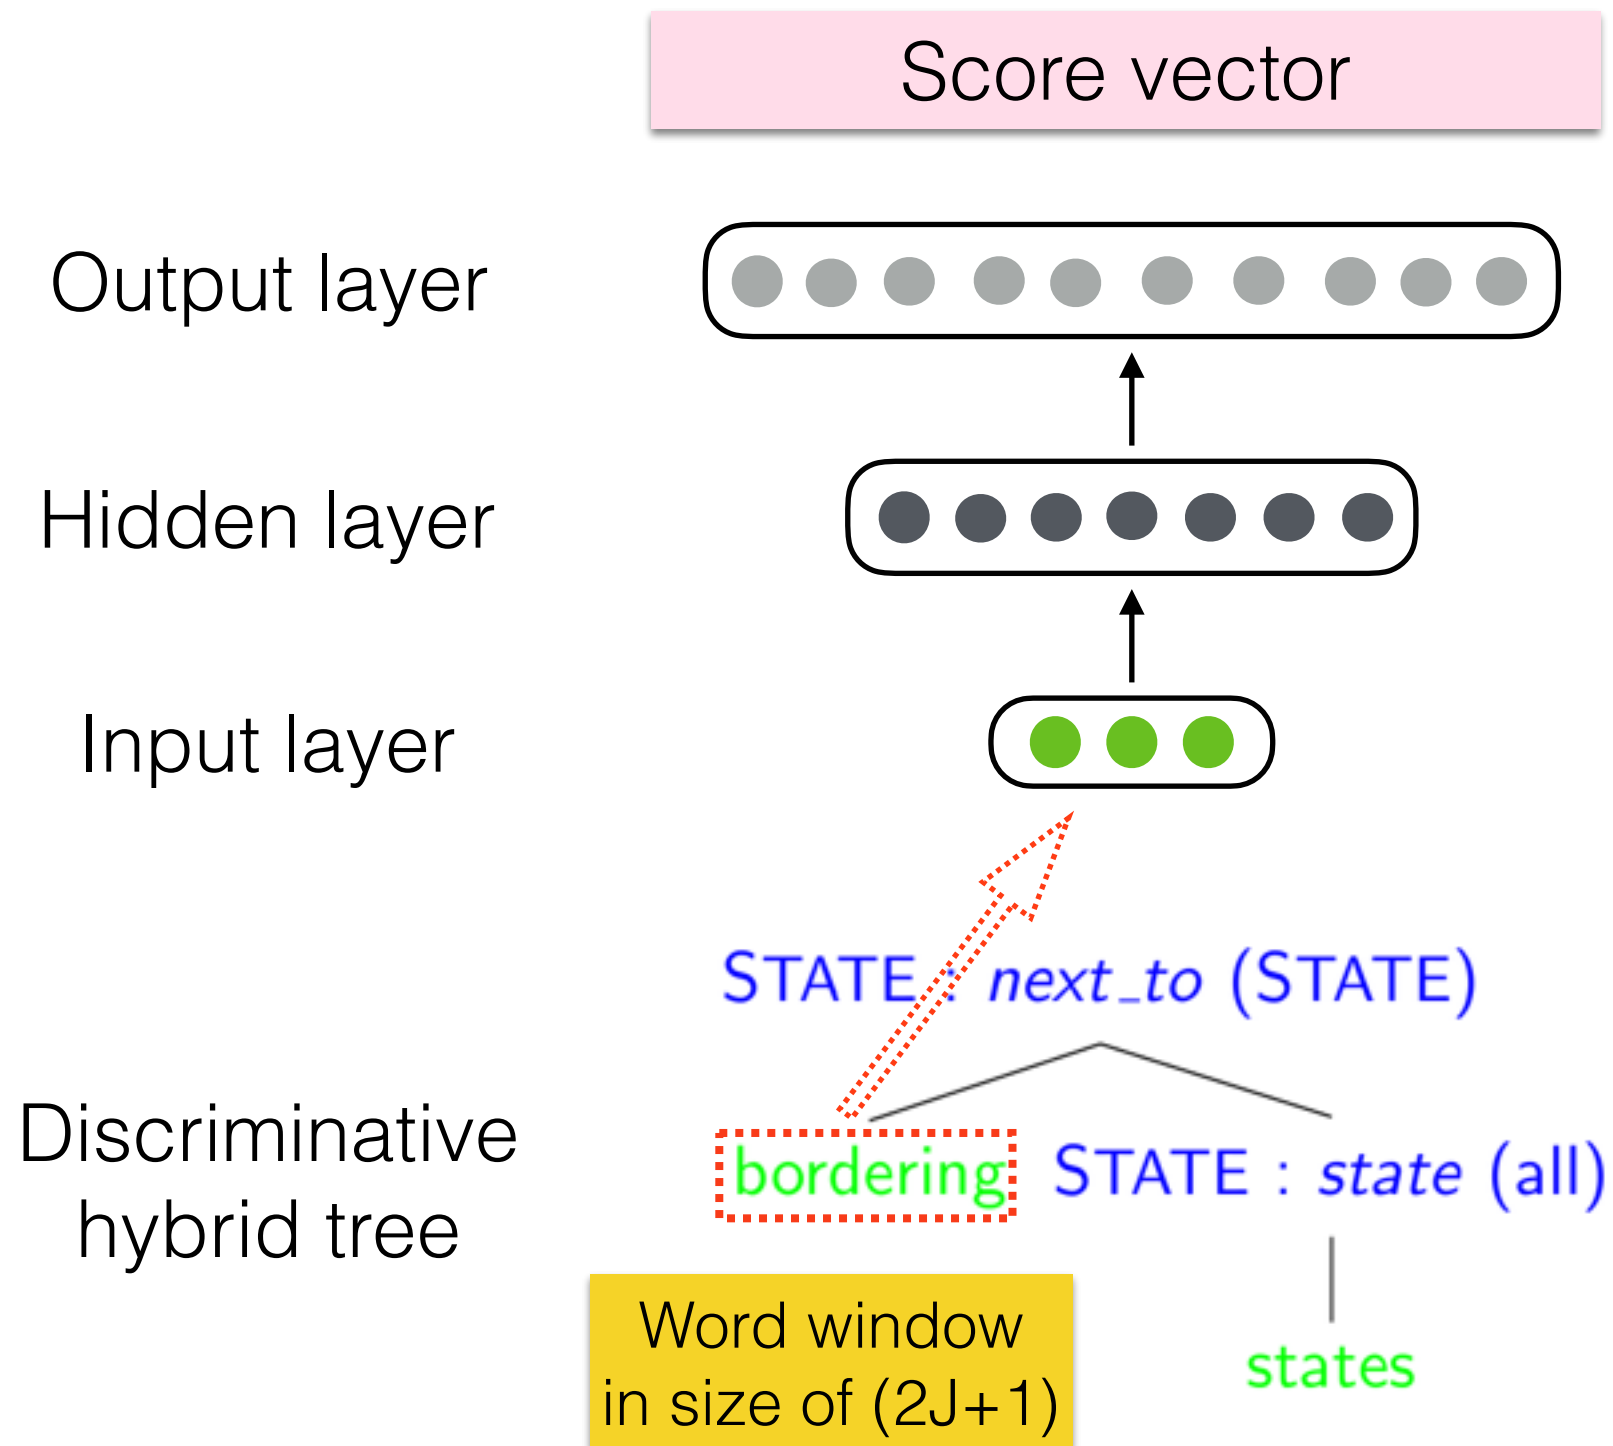 Score vector
Output layer
Hidden layer
Input layer
STATE : next_to (STATE)
Discriminative
hybrid tree
bordering STATE : state (all)
Word window
in size of (2J+1)
states